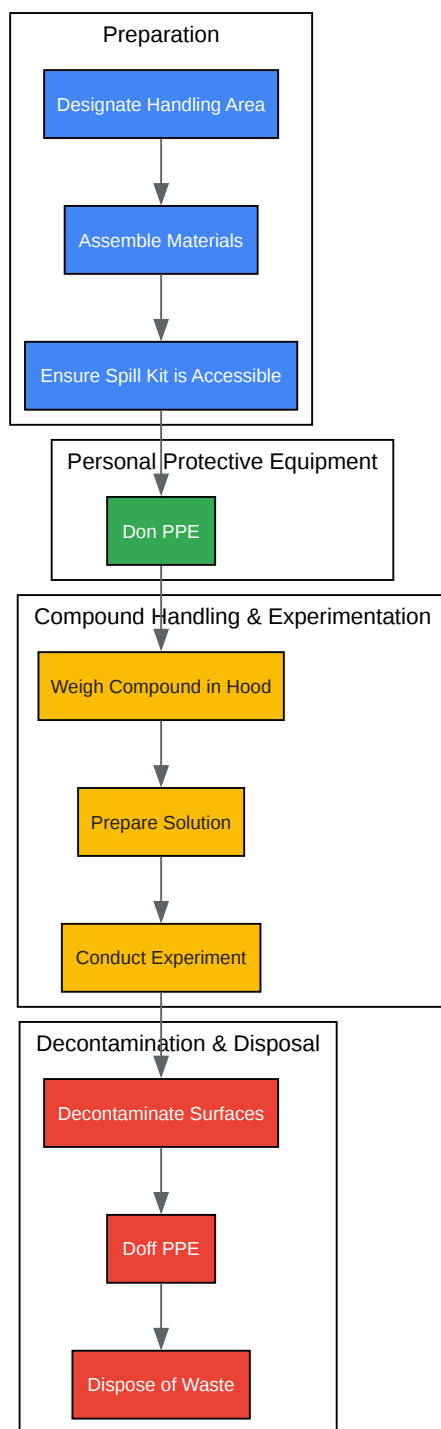 Preparation
Designate Handling Area
Assemble Materials
Ensure Spill Kit is Accessible
Personal Protective Equipment
Don PPE
Compound Handling & Experimentation
Weigh Compound in Hood
Prepare Solution
Conduct Experiment
Decontamination & Disposal
Decontaminate Surfaces
Doff PPE
Dispose of Waste